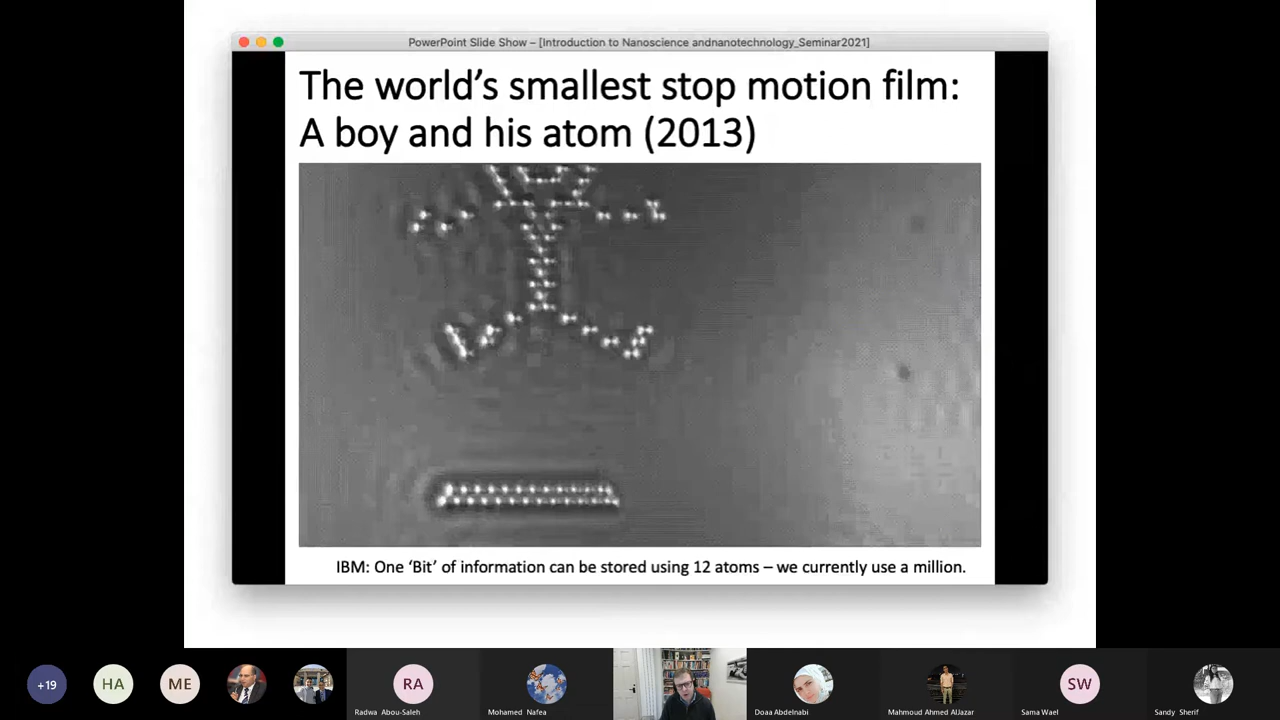 PowerPoint Slide Show – [Introduction to Nanoscience andnanotechnology_Seminar2021]
The world's smallest stop motion film:
A boy and his atom (2013)
IBM: One 'Bit' of information can be stored using 12 atoms – we currently use a million.
+19
HA
ME
RA
SW
Radwa Abou-Saleh
Mohamed Nafea
Doaa Abdelnabi
Mahmoud Ahmed AlJazar
Sama Wael
Sandy Sherif